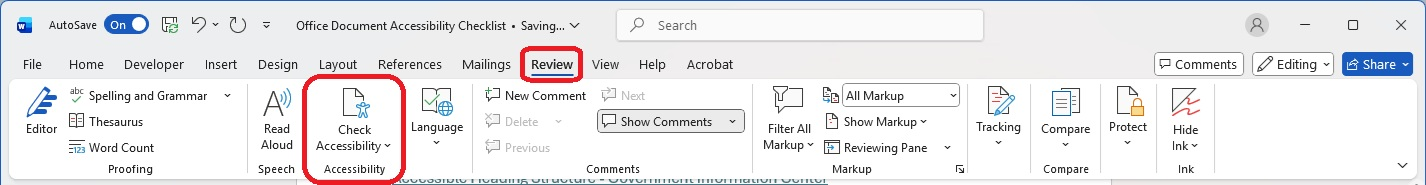 AutoSave On Office Document Accessibility Checklist • Saving... Search
File Home Developer Insert Design Layout References Mailings Review View Help Acrobat Comments Editing Share
Editor
abc Spelling and Grammar
Thesaurus
123 Word Count
Proofing
Read
Aloud
Speech
Check
Accessibility
Accessibility
Language
New Comment
Delete
Previous
Next
Show Comments
Comments
Filter All
Markup
All Markup
Show Markup
Reviewing Pane
Markup
Tracking
Compare
Compare
Protect
Hide
Ink
Ink
Accessible Heading Structure - Government Information Center